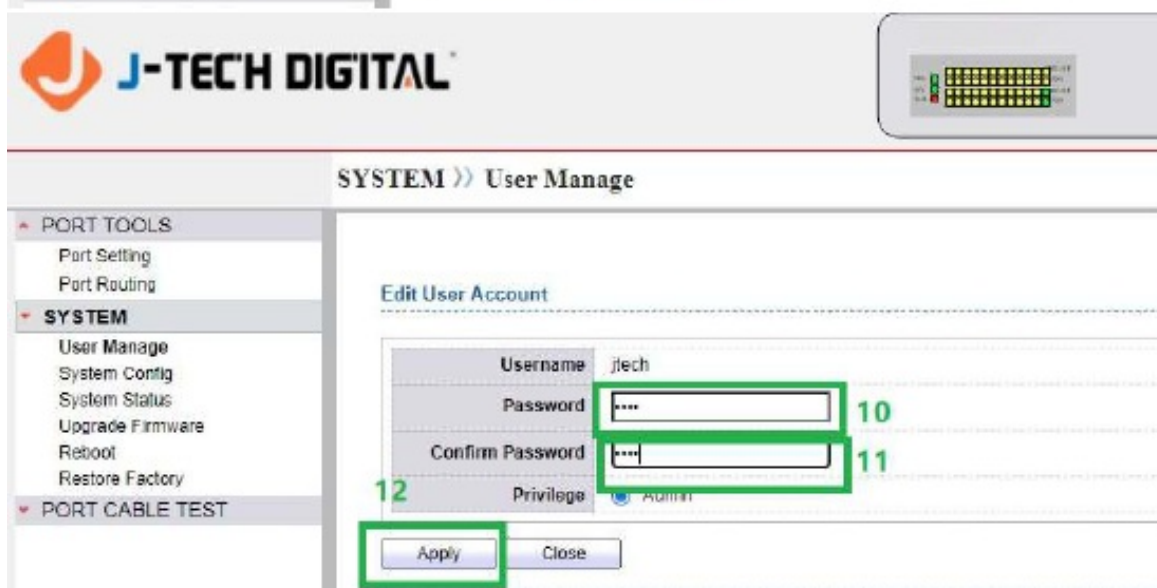 J-TECH DIGITAL
SYSTEM » User Manage
PORT TOOLS
Port Setting
Port Routing
SYSTEM
User Manage
System Config
System Status
Upgrade Firmware
Reboot
Restore Factory
PORT CABLE TEST
Edit User Account
Username jtech
Password •••• 10
Confirm Password •••• 11
12 Privilege Admin
Apply Close